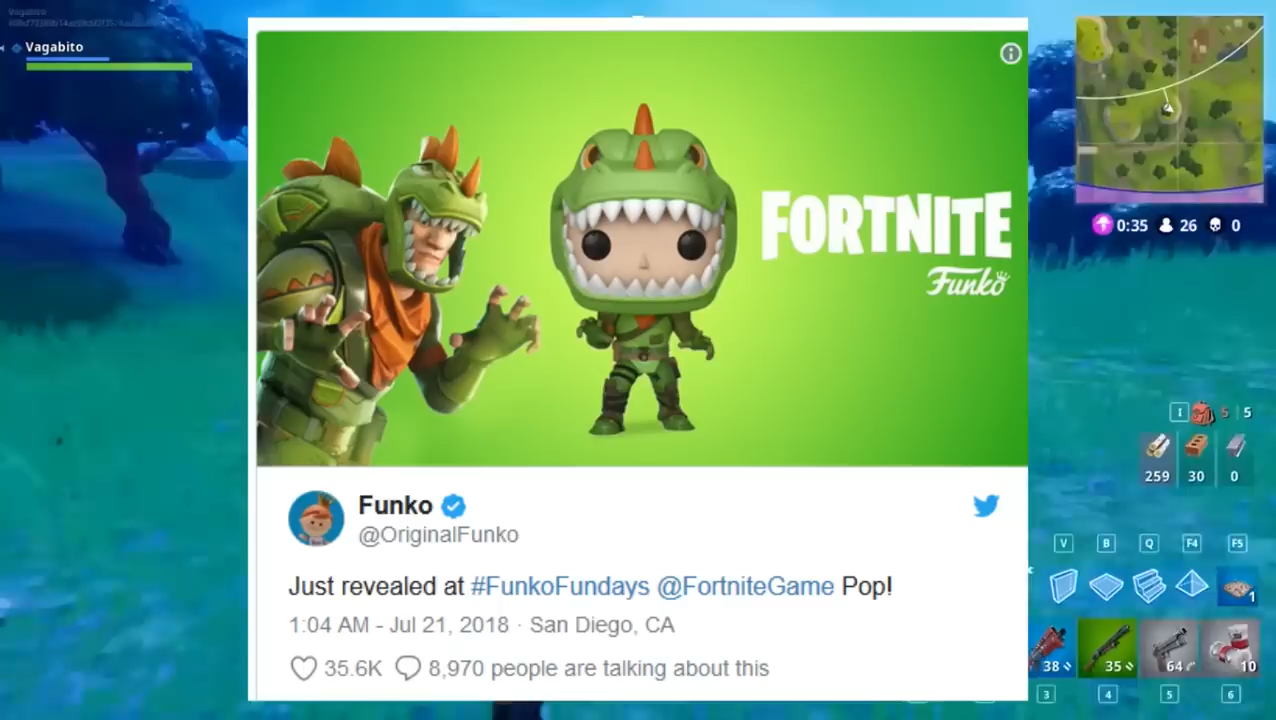 Vagabito
Vagabito
FORTNITE
Funko
0:35 26 0
Funko
@OriginalFunko
Just revealed at #FunkoFundays @FortniteGame Pop!
1:04 AM - Jul 21, 2018 · San Diego, CA
35.6K 8,970 people are talking about this
I 5 | 5
259 30 0
V B Q F4 F5
1
38 35 64 10
3 4 5 6